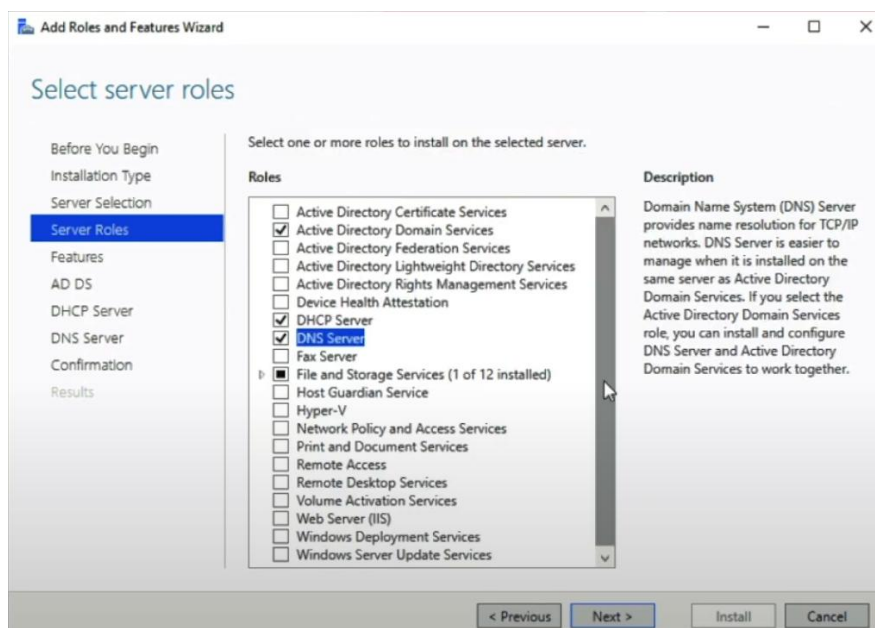 Add Roles and Features Wizard
Select server roles
Before You Begin
Installation Type
Server Selection
Server Roles
Features
AD DS
DHCP Server
DNS Server
Confirmation
Results
Select one or more roles to install on the selected server.
Roles
Active Directory Certificate Services
Active Directory Domain Services
Active Directory Federation Services
Active Directory Lightweight Directory Services
Active Directory Rights Management Services
Device Health Attestation
DHCP Server
DNS Server
Fax Server
File and Storage Services (1 of 12 installed)
Host Guardian Service
Hyper-V
Network Policy and Access Services
Print and Document Services
Remote Access
Remote Desktop Services
Volume Activation Services
Web Server (IIS)
Windows Deployment Services
Windows Server Update Services
Description
Domain Name System (DNS) Server
provides name resolution for TCP/IP
networks. DNS Server is easier to
manage when it is installed on the
same server as Active Directory
Domain Services. If you select the
Active Directory Domain Services
role, you can install and configure
DNS Server and Active Directory
Domain Services to work together.
< Previous
Next >
Install
Cancel